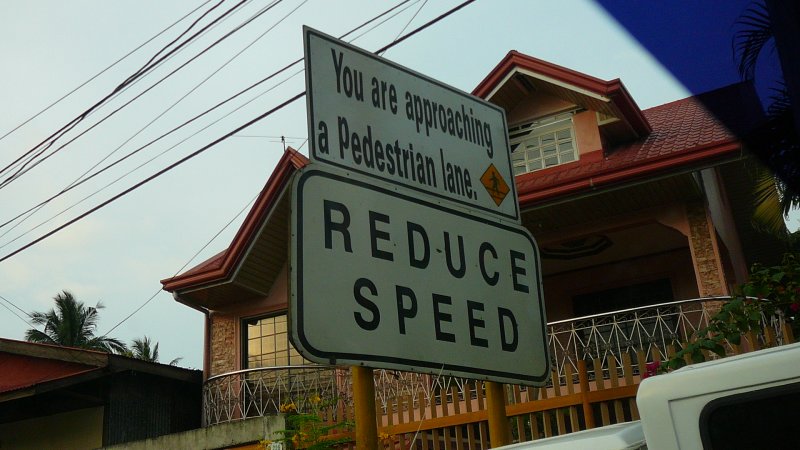 You are approaching
a Pedestrian lane.
REDUCE
SPEED